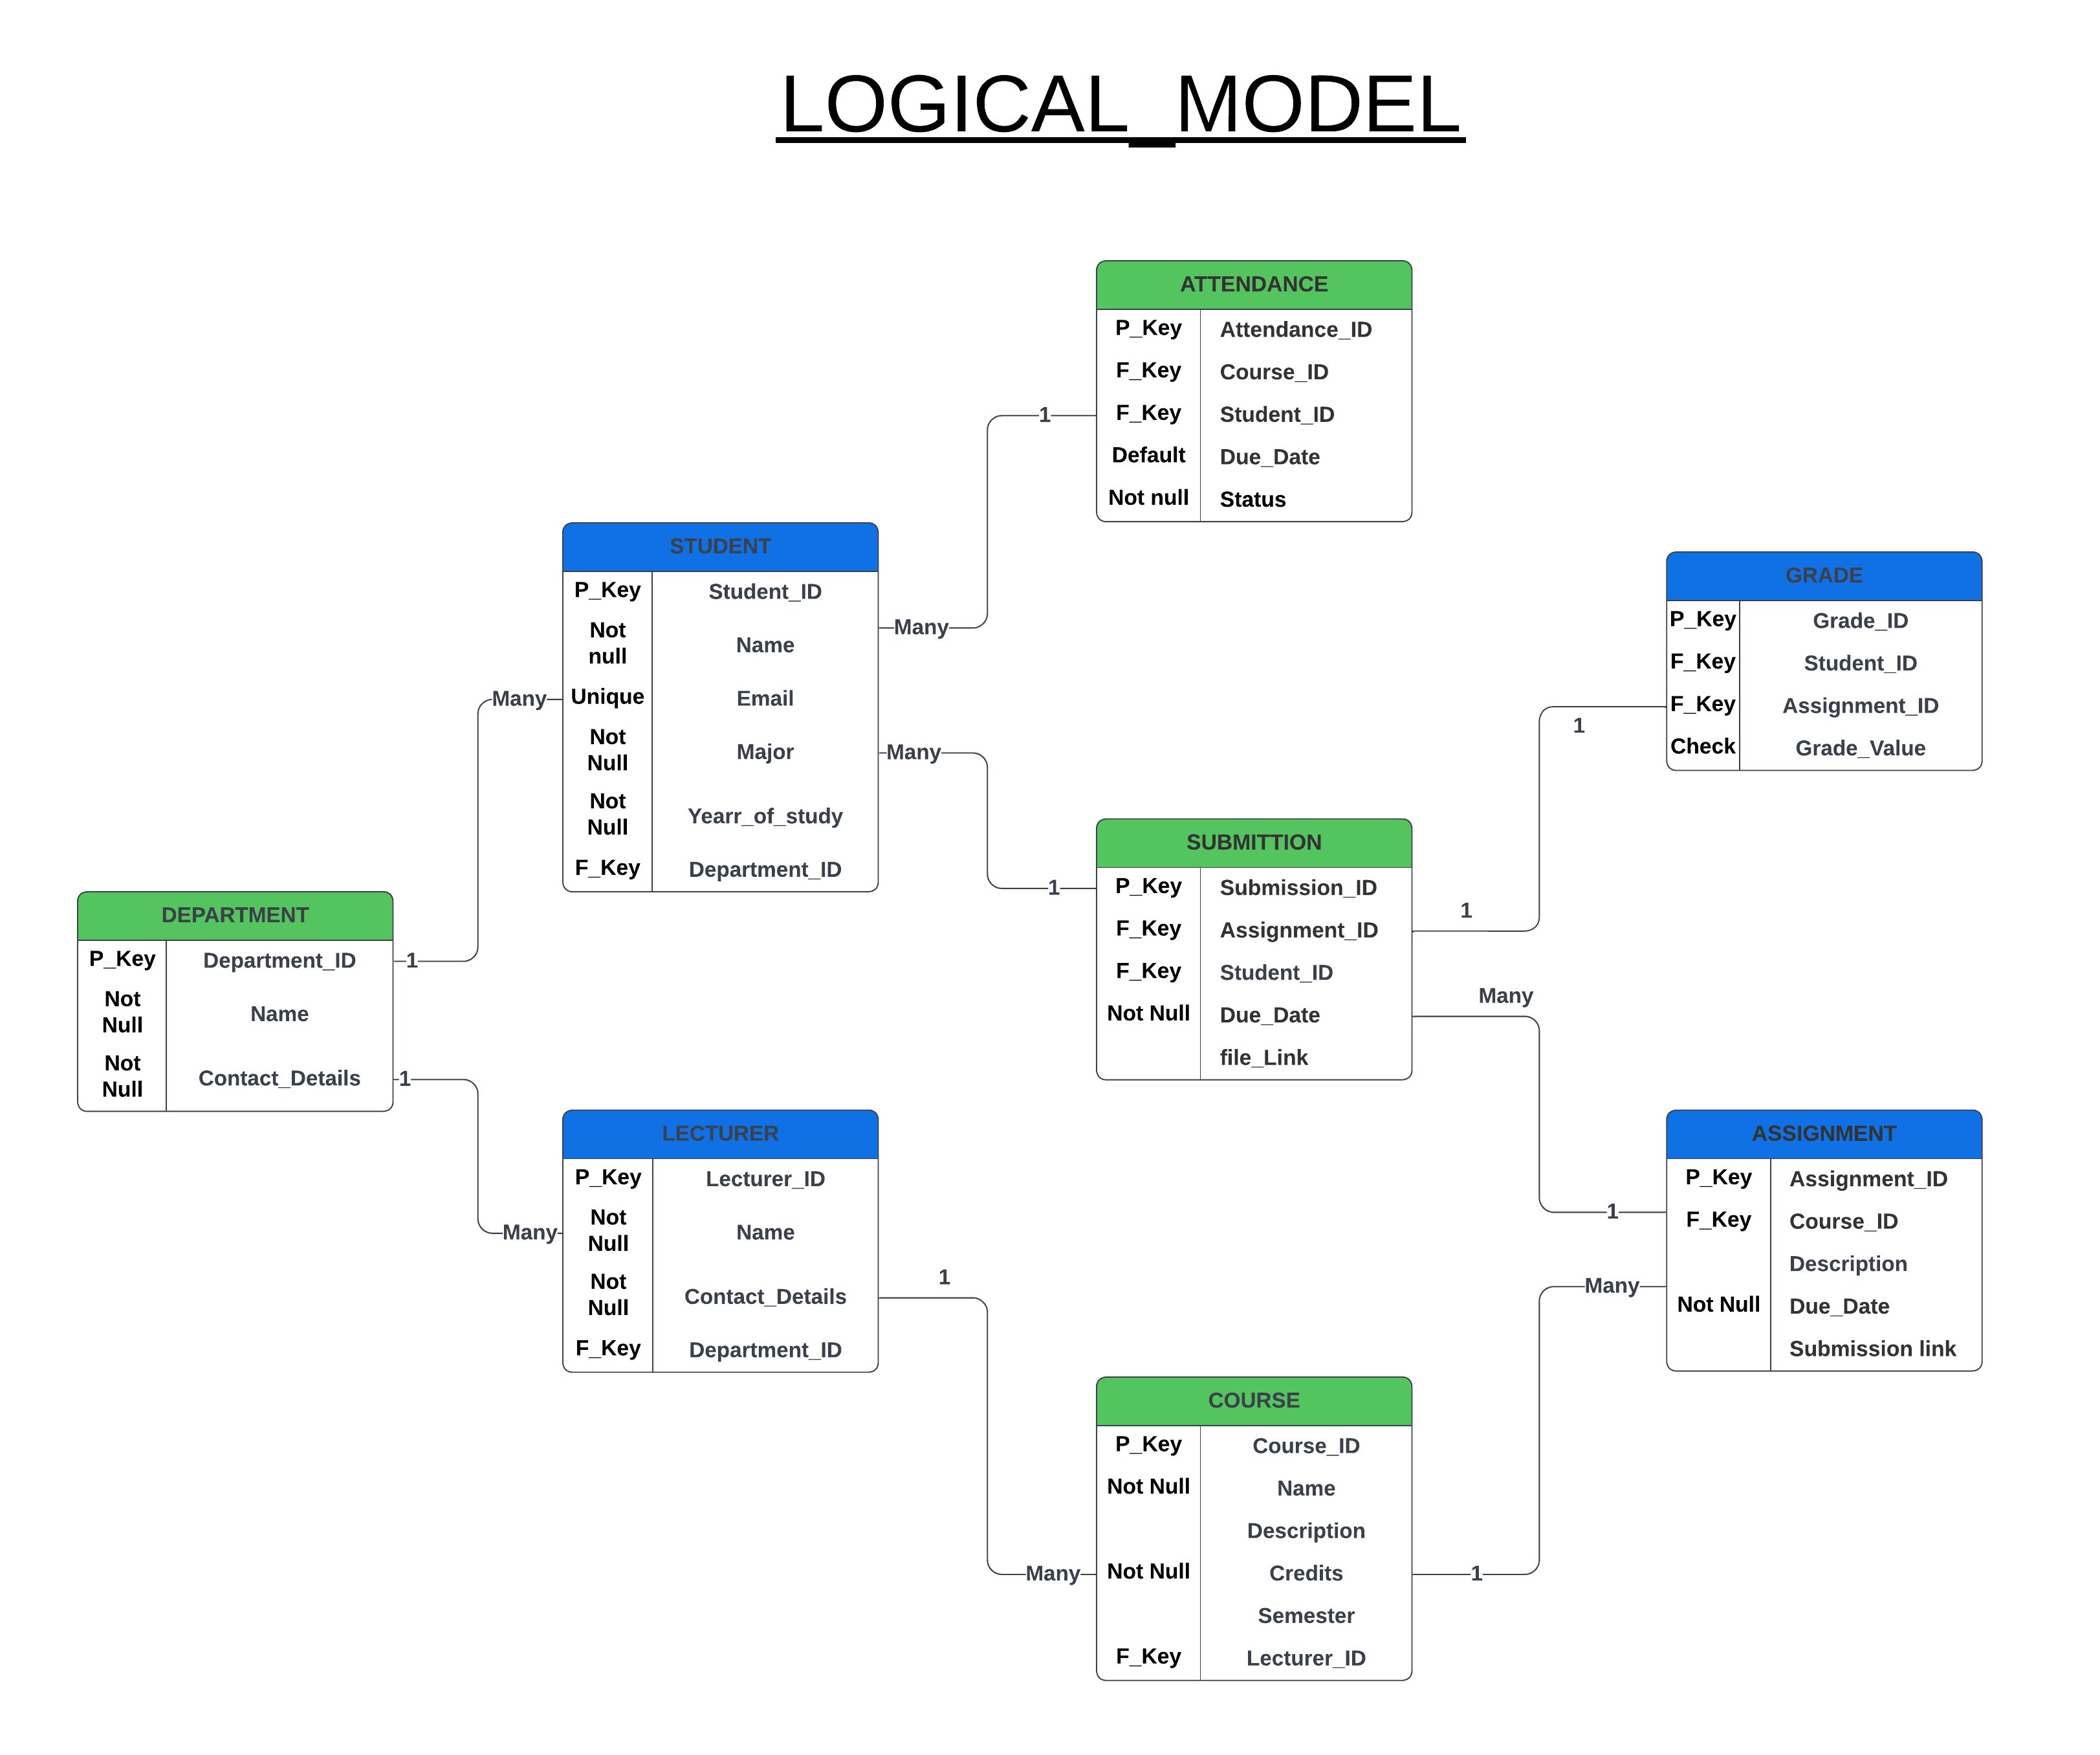 LOGICAL_MODEL
ATTENDANCE
P_Key Attendance_ID
F_Key Course_ID
F_Key Student_ID
Default Due_Date
Not null Status
1
Many
STUDENT
P_Key Student_ID
Not
null
Name
Unique Email
Not
Null
Major
Not
Null
Yearr_of_study
F_Key Department_ID
Many
Many
1
GRADE
P_Key Grade_ID
F_Key Student_ID
F_Key Assignment_ID
Check Grade_Value
1
SUBMITTION
P_Key Submission_ID
F_Key Assignment_ID
F_Key Student_ID
Not Null Due_Date
file_Link
1
Many
DEPARTMENT
P_Key Department_ID
Not
Null
Name
Not
Null
Contact_Details
1
1
Many
LECTURER
P_Key Lecturer_ID
Not
Null
Name
Not
Null
Contact_Details
F_Key Department_ID
1
ASSIGNMENT
P_Key Assignment_ID
F_Key Course_ID
Description
Not Null Due_Date
Submission link
1
Many
COURSE
P_Key Course_ID
Not Null Name
Description
Not Null Credits
Semester
F_Key Lecturer_ID
Many
1